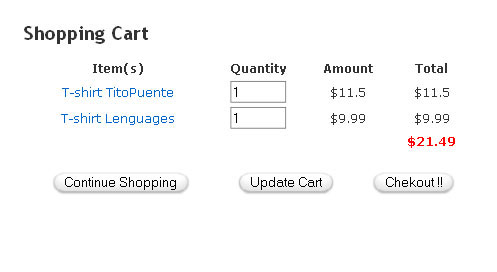 Shopping Cart
Item(s) Quantity Amount Total
T-shirt TitoPuente 1 $11.5 $11.5
T-shirt Lenguages 1 $9.99 $9.99
$21.49
Continue Shopping Update Cart Chekout !!